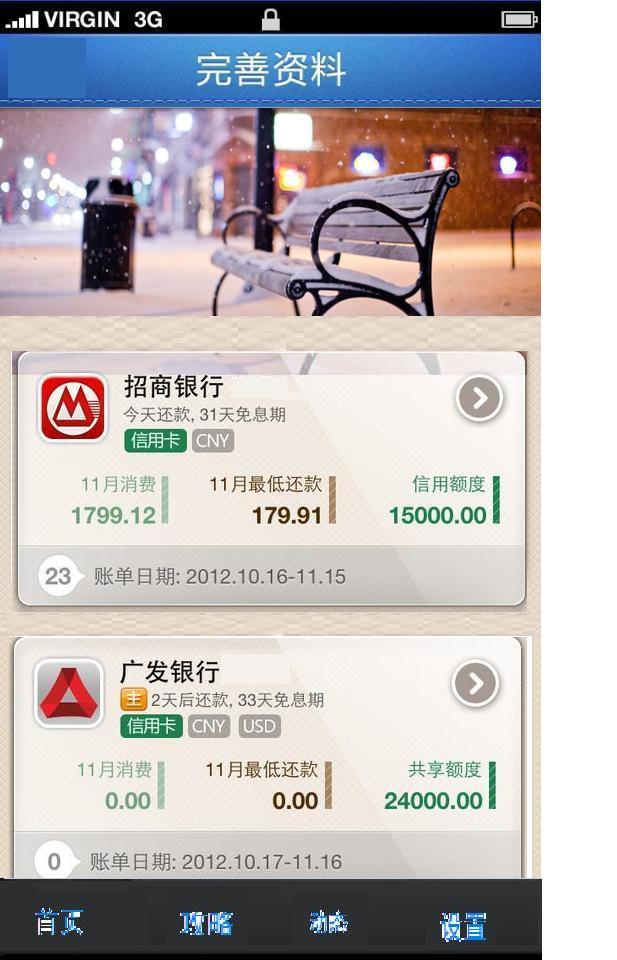 VIRGIN 3G
完善资料
招商银行
今天还款, 31天免息期
信用卡 CNY
11月消费 11月最低还款 信用额度
1799.12 179.91 15000.00
23 账单日期: 2012.10.16-11.15
广发银行
主 2天后还款, 33天免息期
信用卡 CNY USD
11月消费 11月最低还款 共享额度
0.00 0.00 24000.00
0 账单日期: 2012.10.17-11.16
首页 攻略 动态 设置